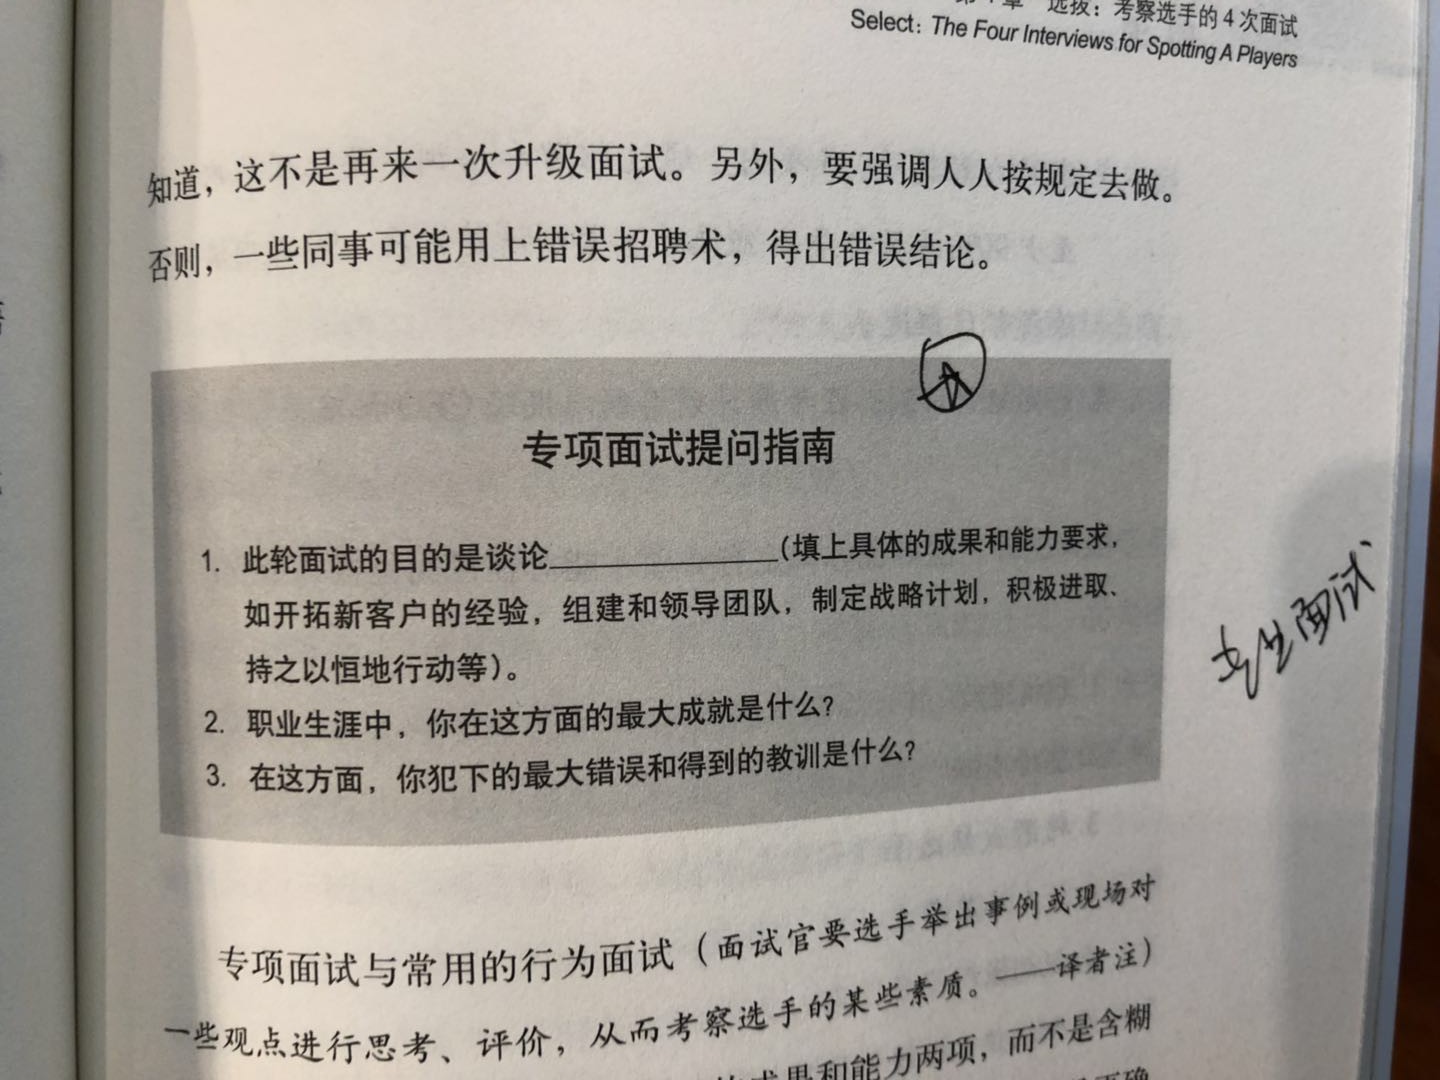 选拔：考察选手的4次面试
Select: The Four Interviews for Spotting A Players
知道，这不是再来一次升级面试。另外，要强调人人按规定去做。
否则，一些同事可能用上错误招聘术，得出错误结论。
专项面试提问指南
1. 此轮面试的目的是谈论______________(填上具体的成果和能力要求，
如开拓新客户的经验，组建和领导团队，制定战略计划，积极进取、
持之以恒地行动等)。
2. 职业生涯中，你在这方面的最大成就是什么?
3. 在这方面，你犯下的最大错误和得到的教训是什么?
面试
专项面试与常用的行为面试（面试官要选手举出事例或现场对
一些观点进行思考、评价，从而考察选手的某些素质。——译者注）
成果和能力两项，而不是含糊